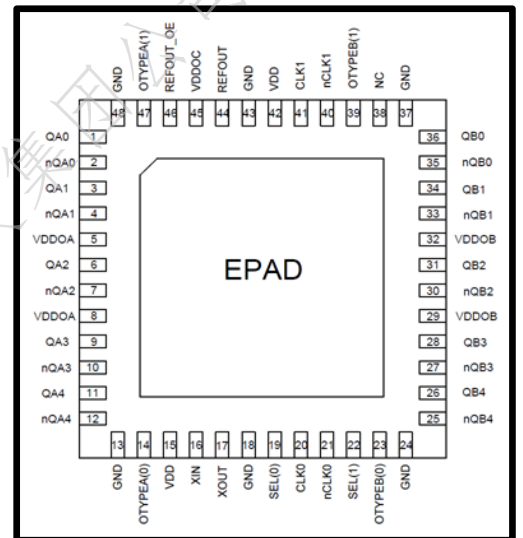 GND
OTYPEA(1)
REFOUT_OE
VDDOC
REFOUT
GND
VDD
CLK1
nCLK1
OTYPEB(1)
NC
GND
48 47 46 45 44 43 42 41 40 39 38 37
QA0 1 36 QB0
nQA0 2 35 nQB0
QA1 3 34 QB1
nQA1 4 33 nQB1
VDDOA 5 32 VDDOB
QA2 6 31 QB2
nQA2 7 EPAD 30 nQB2
VDDOA 8 29 VDDOB
QA3 9 28 QB3
nQA3 10 27 nQB3
QA4 11 26 QB4
nQA4 12 25 nQB4
13 14 15 16 17 18 19 20 21 22 23 24
GND
OTYPEA(0)
VDD
XIN
XOUT
GND
SEL(0)
CLK0
nCLK0
SEL(1)
OTYPEB(0)
GND
集团公司